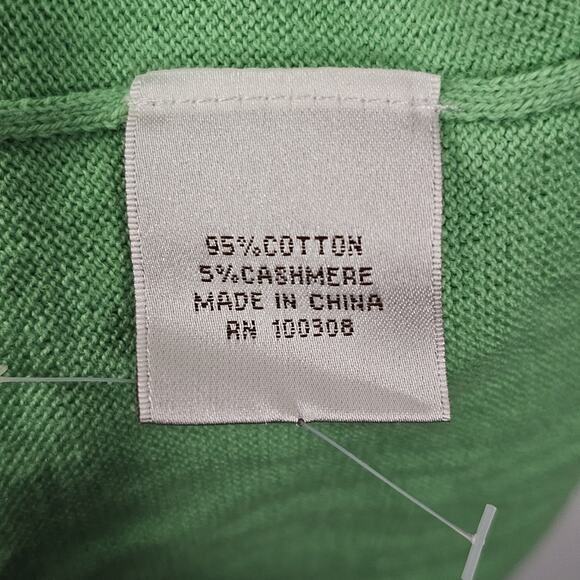 95%COTTON
5%CASHMERE
MADE IN CHINA
RN 100308